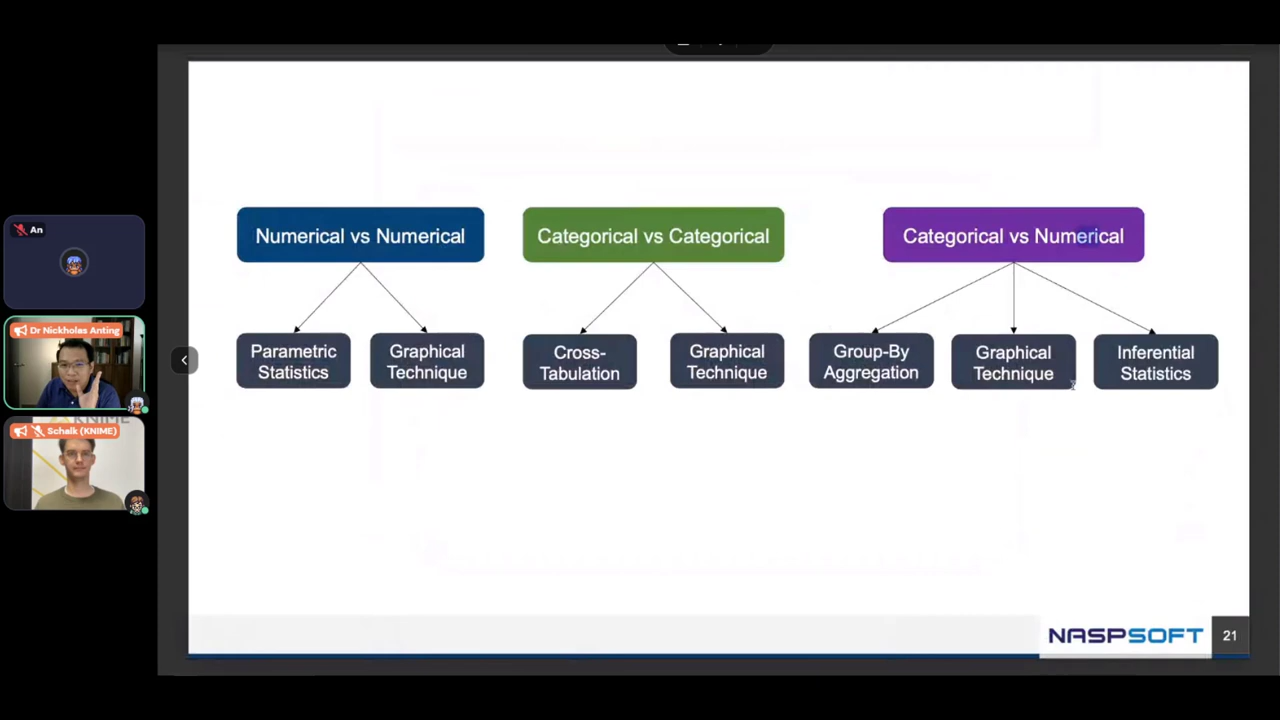 An
Dr Nickholas Anting
KNIME
Schalk (KNIME)
Numerical vs Numerical
Categorical vs Categorical
Categorical vs Numerical
Parametric
Statistics
Graphical
Technique
Cross-
Tabulation
Graphical
Technique
Group-By
Aggregation
Graphical
Technique
Inferential
Statistics
NASPSOFT
21